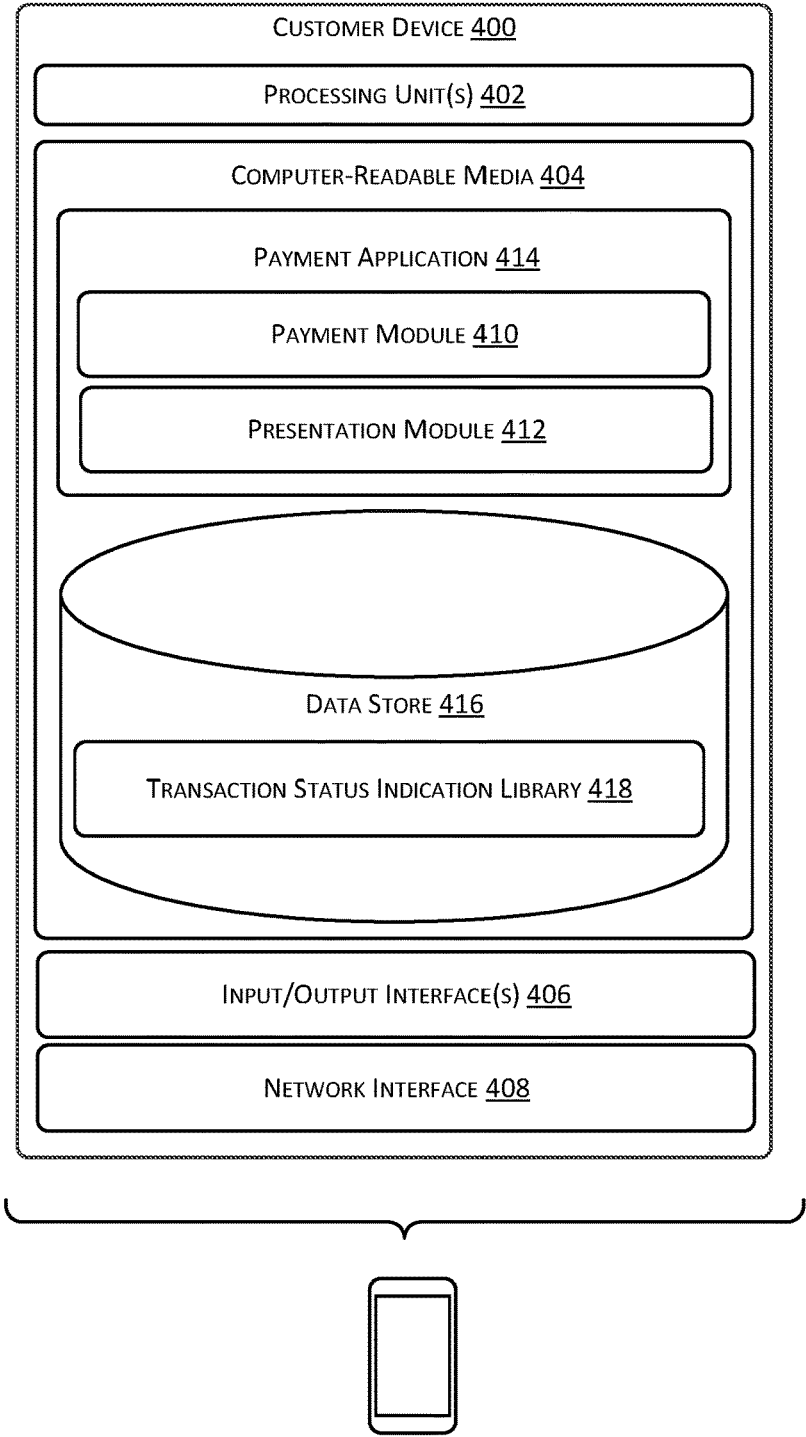 CUSTOMER DEVICE 400
PROCESSING UNIT(S) 402
COMPUTER-READABLE MEDIA 404
PAYMENT APPLICATION 414
PAYMENT MODULE 410
PRESENTATION MODULE 412
DATA STORE 416
TRANSACTION STATUS INDICATION LIBRARY 418
INPUT/OUTPUT INTERFACE(S) 406
NETWORK INTERFACE 408